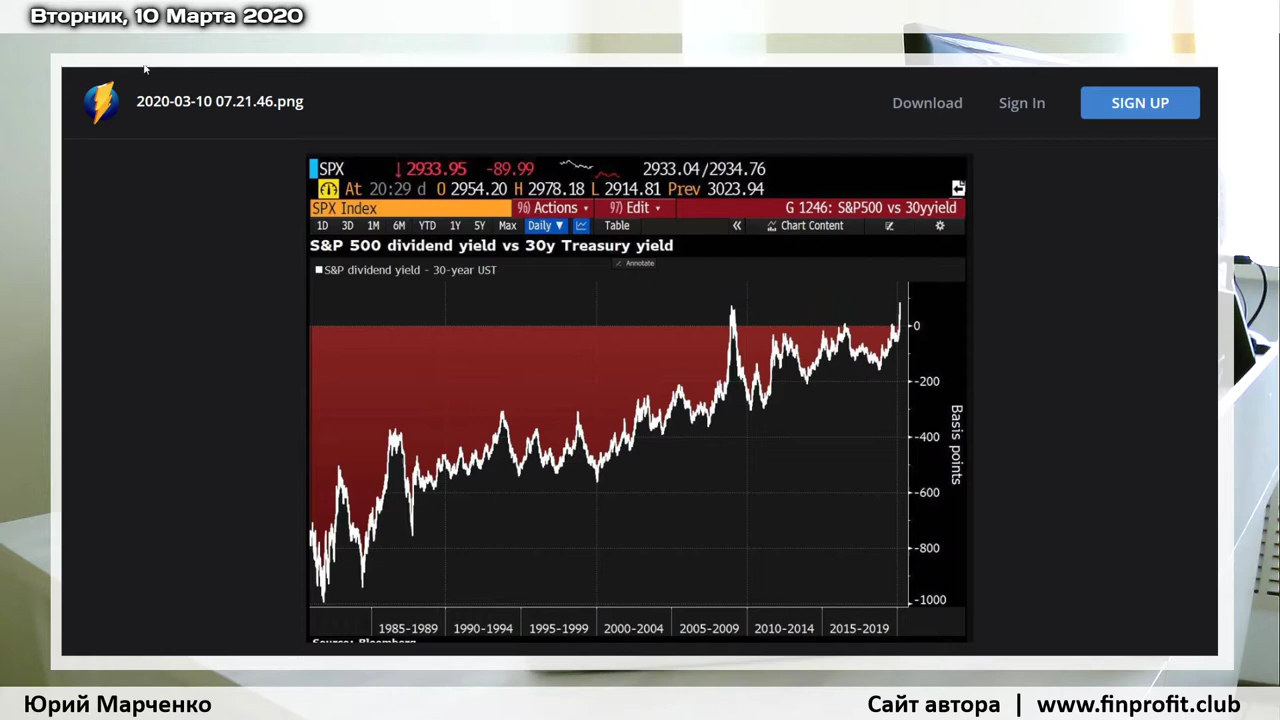 Вторник, 10 Марта 2020
2020-03-10 07.21.46.png
Download
Sign In
SIGN UP
SPX ↓2933.95 -89.99 2933.04/2934.76
At 20:29 d O 2954.20 H 2978.18 L 2914.81 Prev 3023.94
SPX Index 96) Actions 97) Edit G 1246: S&P500 vs 30yyield
1D 3D 1M 6M YTD 1Y 5Y Max Daily ▼ Table « Chart Content
S&P 500 dividend yield vs 30y Treasury yield
Annotate
S&P dividend yield - 30-year UST
0
-200
-400
-600
-800
-1000
Basis points
1985-1989 1990-1994 1995-1999 2000-2004 2005-2009 2010-2014 2015-2019
Source: Bloomberg
Юрий Марченко
Сайт автора | www.finprofit.club